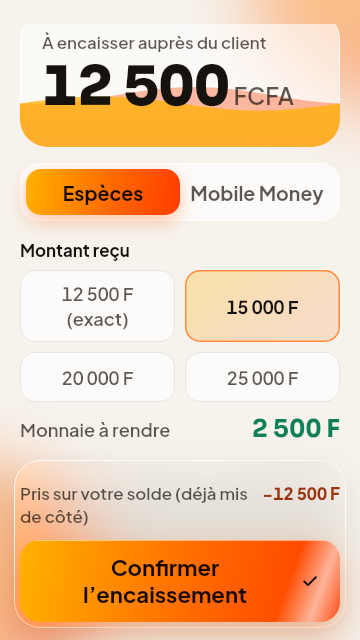 À encaisser auprès du client
12 500 FCFA
Espèces
Mobile Money
Montant reçu
12 500 F
(exact)
15 000 F
20 000 F
25 000 F
Monnaie à rendre
2 500 F
Pris sur votre solde (déjà mis
de côté)
−12 500 F
Confirmer
l’encaissement